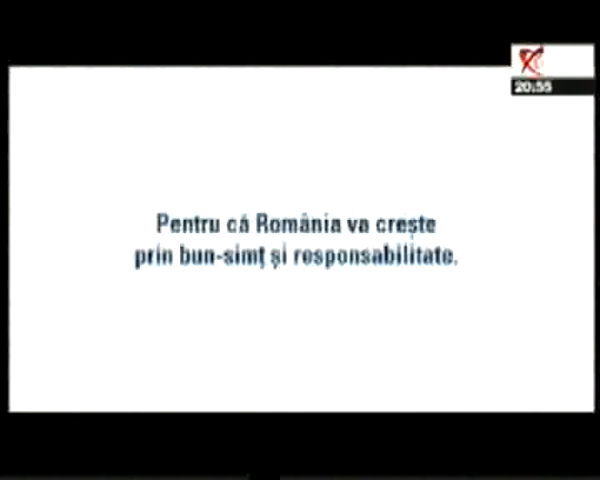 20:55
Pentru că România va crește
prin bun-simț și responsabilitate.